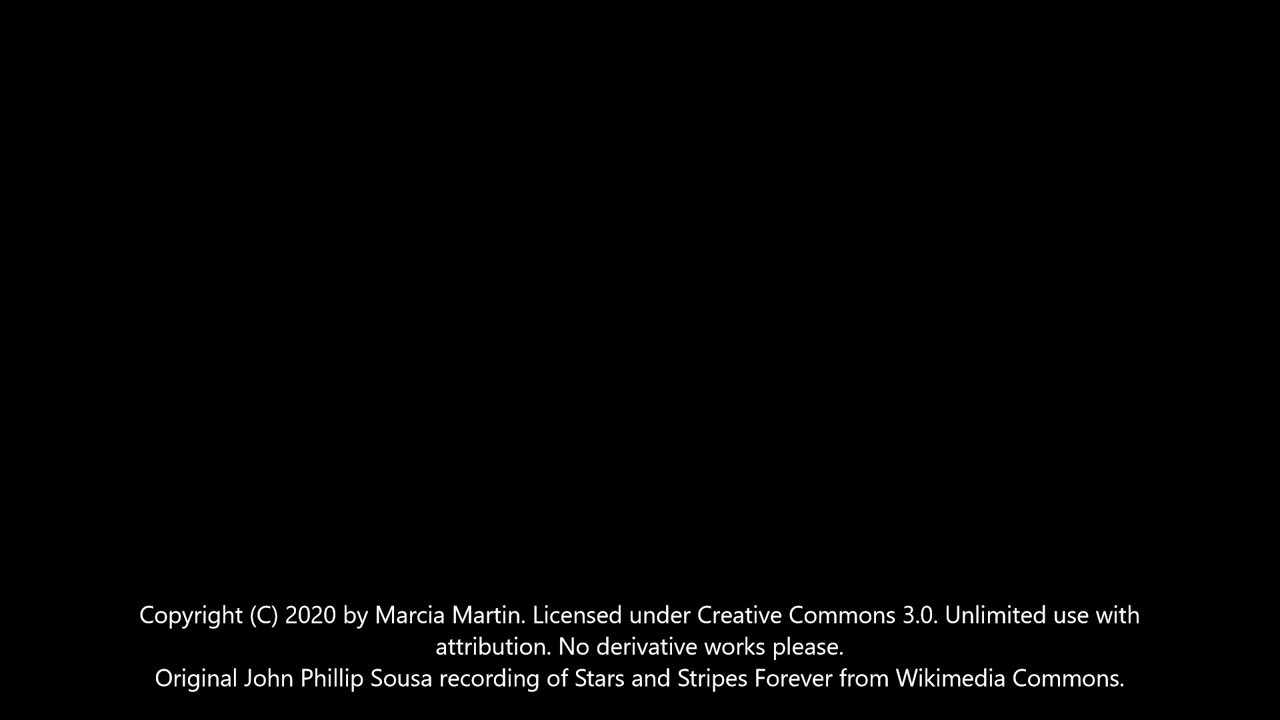 Copyright (C) 2020 by Marcia Martin. Licensed under Creative Commons 3.0. Unlimited use with
attribution. No derivative works please.
Original John Phillip Sousa recording of Stars and Stripes Forever from Wikimedia Commons.